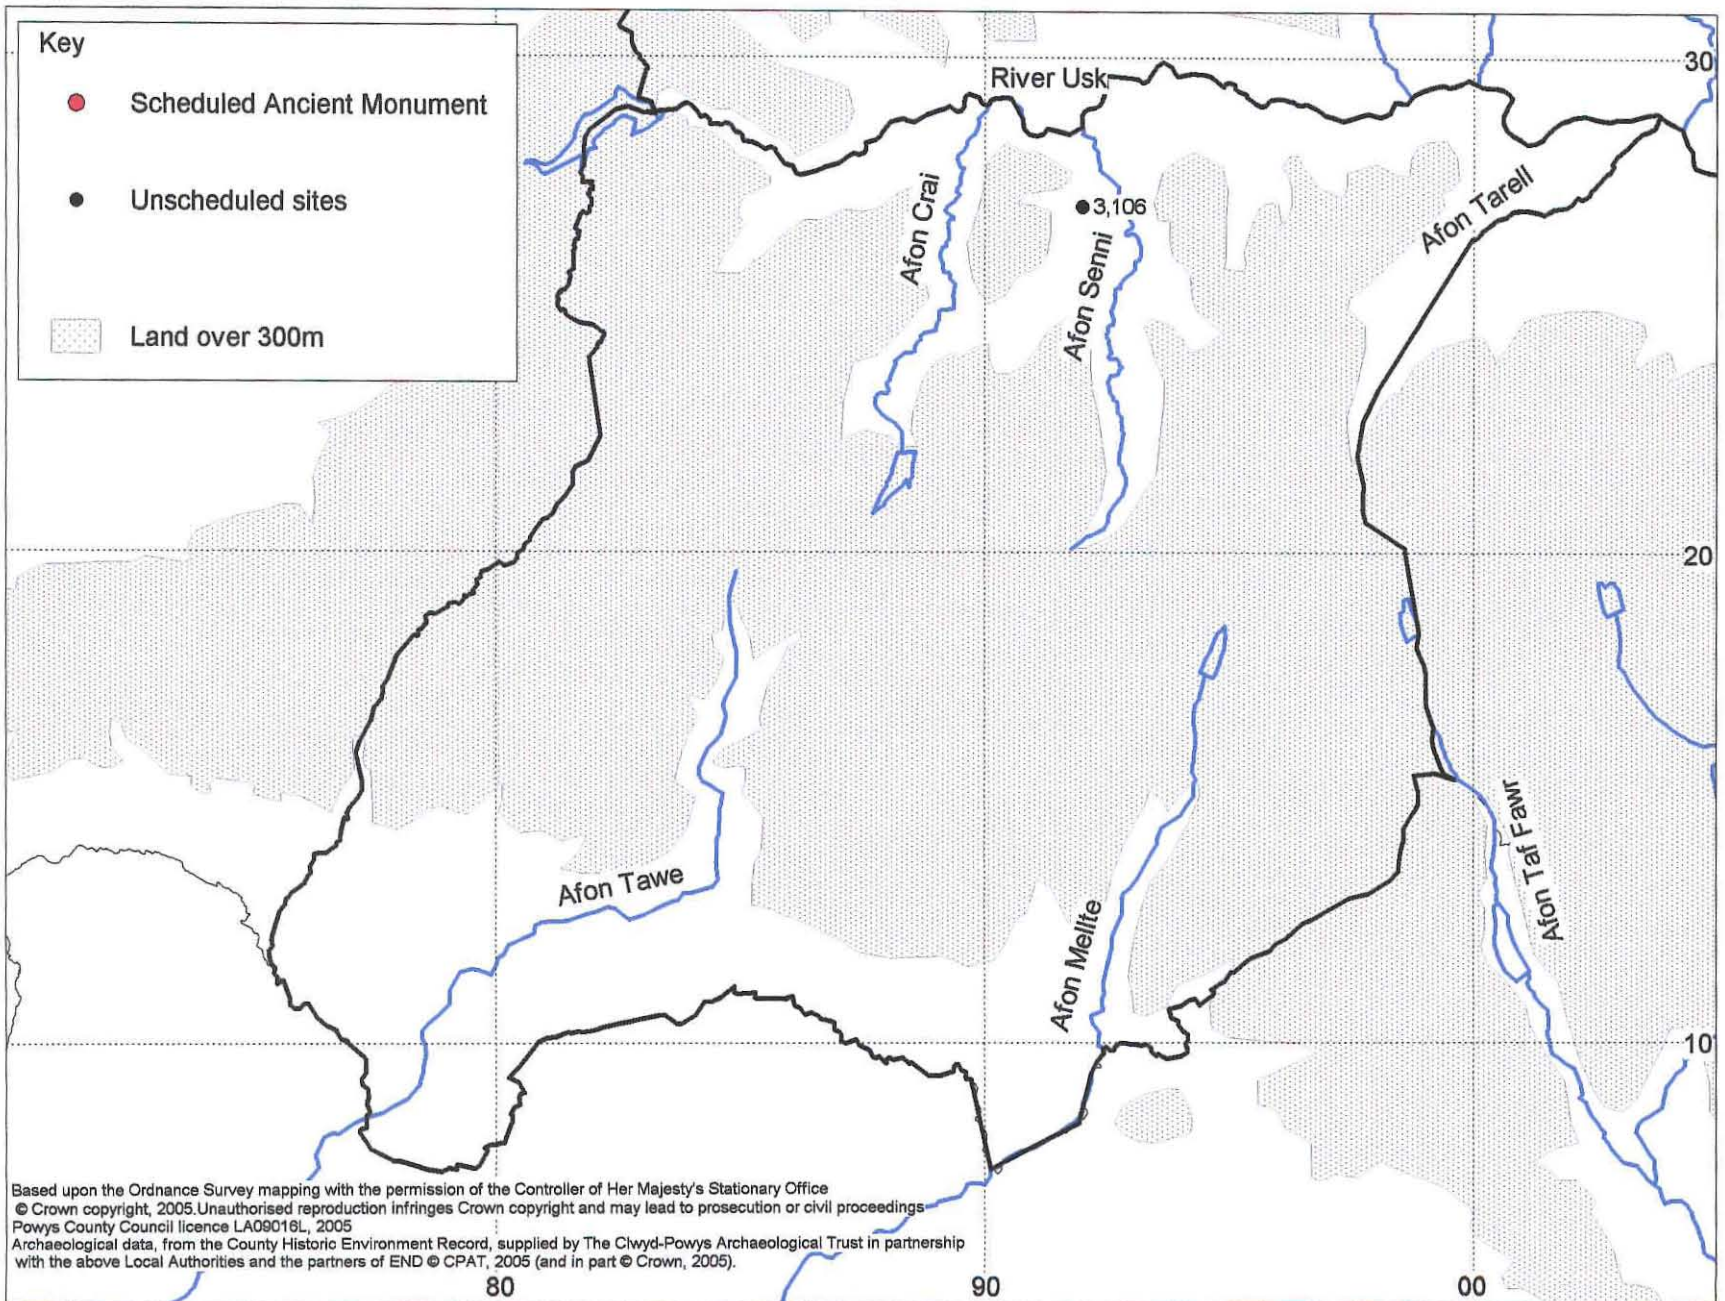 Key
Scheduled Ancient Monument
Unscheduled sites
Land over 300m
River Usk
30
Afon Crai
3,106
Afon Senni
Afon Tarell
20
Afon Tawe
Afon Mellte
Afon Taf Fawr
10
Based upon the Ordnance Survey mapping with the permission of the Controller of Her Majesty's Stationary Office
© Crown copyright, 2005.Unauthorised reproduction infringes Crown copyright and may lead to prosecution or civil proceedings
Powys County Council licence LA09016L, 2005
Archaeological data, from the County Historic Environment Record, supplied by The Clwyd-Powys Archaeological Trust in partnership
with the above Local Authorities and the partners of END © CPAT, 2005 (and in part © Crown, 2005).
80
90
00